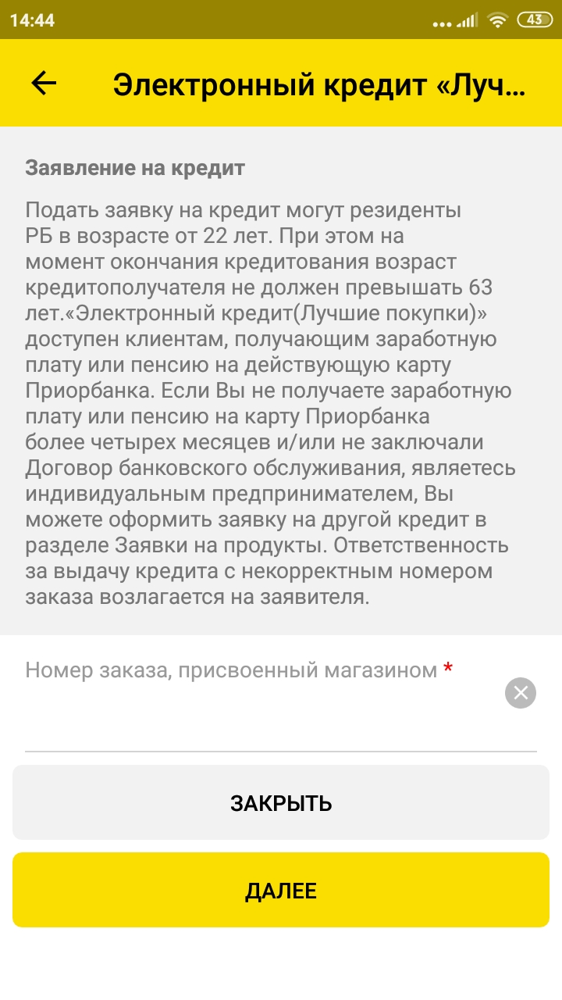 14:44
43
Электронный кредит «Луч...
Заявление на кредит
Подать заявку на кредит могут резиденты
РБ в возрасте от 22 лет. При этом на
момент окончания кредитования возраст
кредитополучателя не должен превышать 63
лет.«Электронный кредит(Лучшие покупки)»
доступен клиентам, получающим заработную
плату или пенсию на действующую карту
Приорбанка. Если Вы не получаете заработную
плату или пенсию на карту Приорбанка
более четырех месяцев и/или не заключали
Договор банковского обслуживания, являетесь
индивидуальным предпринимателем, Вы
можете оформить заявку на другой кредит в
разделе Заявки на продукты. Ответственность
за выдачу кредита с некорректным номером
заказа возлагается на заявителя.
Номер заказа, присвоенный магазином *
ЗАКРЫТЬ
ДАЛЕЕ